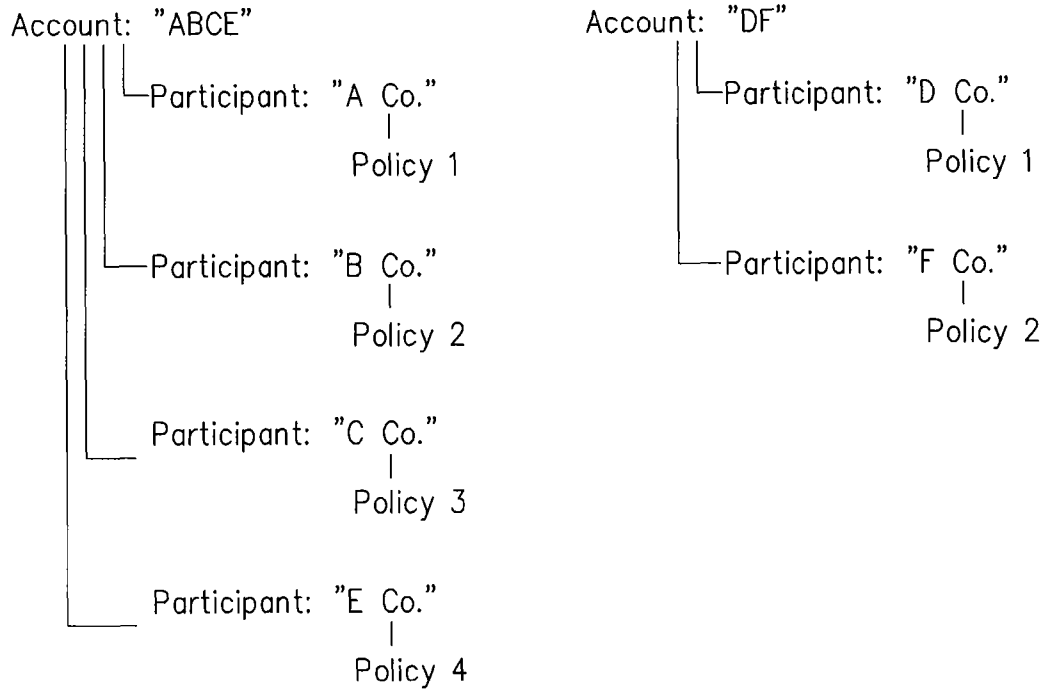 Account: "ABCE"
Participant: "A Co."
Policy 1
Participant: "B Co."
Policy 2
Participant: "C Co."
Policy 3
Participant: "E Co."
Policy 4
Account: "DF"
Participant: "D Co."
Policy 1
Participant: "F Co."
Policy 2